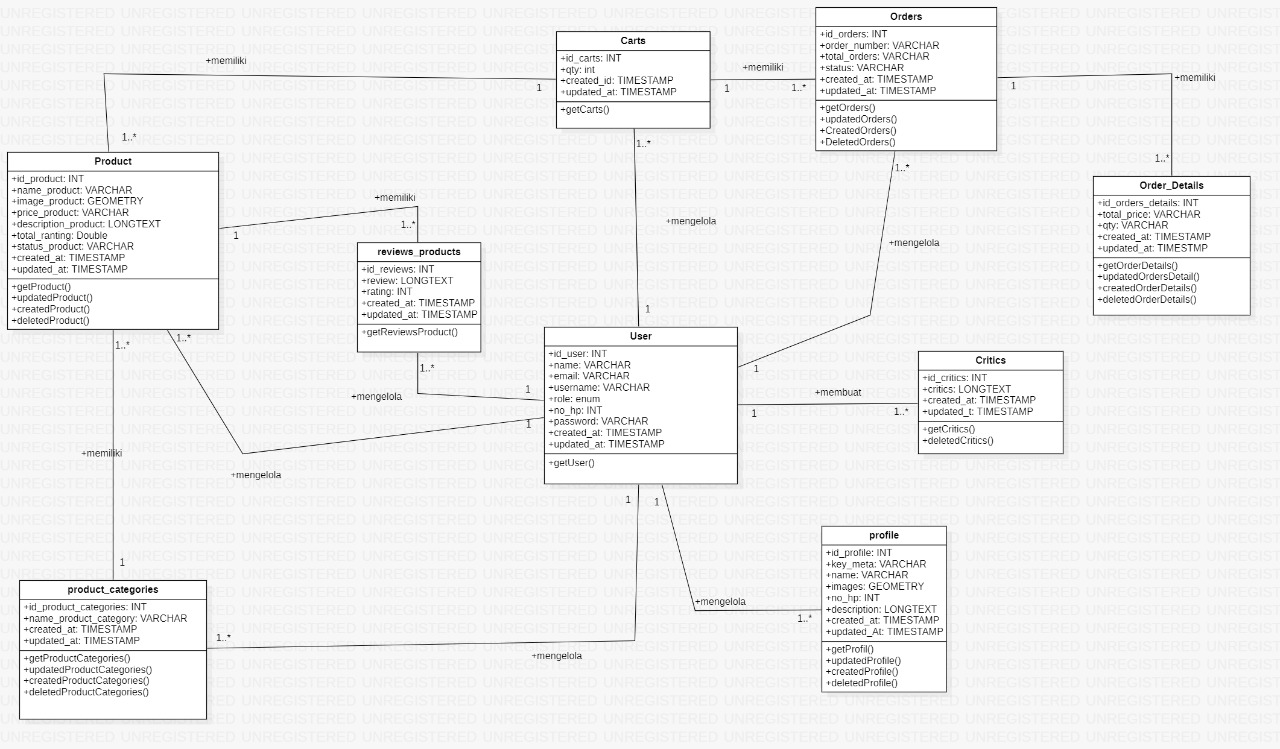 Orders
+id_orders: INT
+order_number: VARCHAR
+total_orders: VARCHAR
+status: VARCHAR
+created_at: TIMESTAMP
+updated_at: TIMESTAMP
+getOrders()
+updatedOrders()
+CreatedOrders()
+DeletedOrders()
Carts
+id_carts: INT
+qty: int
+created_id: TIMESTAMP
+updated_at: TIMESTAMP
+getCarts()
+memiliki
1
1..*
+memiliki
1
1..*
+memiliki
1
1..*
Product
+id_product: INT
+name_product: VARCHAR
+image_product: GEOMETRY
+price_product: VARCHAR
+description_product: LONGTEXT
+total_ranting: Double
+status_product: VARCHAR
+created_at: TIMESTAMP
+updated_at: TIMESTAMP
+getProduct()
+updatedProduct()
+createdProduct()
+deletedProduct()
Order_Details
+id_orders_details: INT
+total_price: VARCHAR
+qty: VARCHAR
+created_at: TIMESTAMP
+updated_at: TIMESTMP
+getOrderDetails()
+updatedOrdersDetail()
+createdOrderDetails()
+deletedOrderDetails()
+memiliki
1
1..*
reviews_products
+id_reviews: INT
+review: LONGTEXT
+rating: INT
+created_at: TIMESTAMP
+updated_at: TIMESTAMP
+getReviewsProduct()
1..*
+mengelola
1
1..*
+mengelola
1
User
+id_user: INT
+name: VARCHAR
+email: VARCHAR
+username: VARCHAR
+role: enum
+no_hp: INT
+password: VARCHAR
+created_at: TIMESTAMP
+updated_at: TIMESTAMP
+getUser()
Critics
+id_critics: INT
+critics: LONGTEXT
+created_at: TIMESTAMP
+updated_t: TIMESTAMP
+getCritics()
+deletedCritics()
+membuat
1
1..*
1..*
+mengelola
1
1..*
+mengelola
1
1..*
+memiliki
1
1
1
+mengelola
1..*
profile
+id_profile: INT
+key_meta: VARCHAR
+name: VARCHAR
+images: GEOMETRY
+no_hp: INT
+description: LONGTEXT
+created_at: TIMESTAMP
+updated_At: TIMESTAMP
+getProfil()
+updatedProfile()
+createdProfile()
+deletedProfile()
product_categories
+id_product_categories: INT
+name_product_category: VARCHAR
+created_at: TIMESTAMP
+updated_at: TIMESTAMP
+getProductCategories()
+updatedProductCategories()
+createdProductCategories()
+deletedProductCategories()
1..*
+mengelola
UNREGISTERED